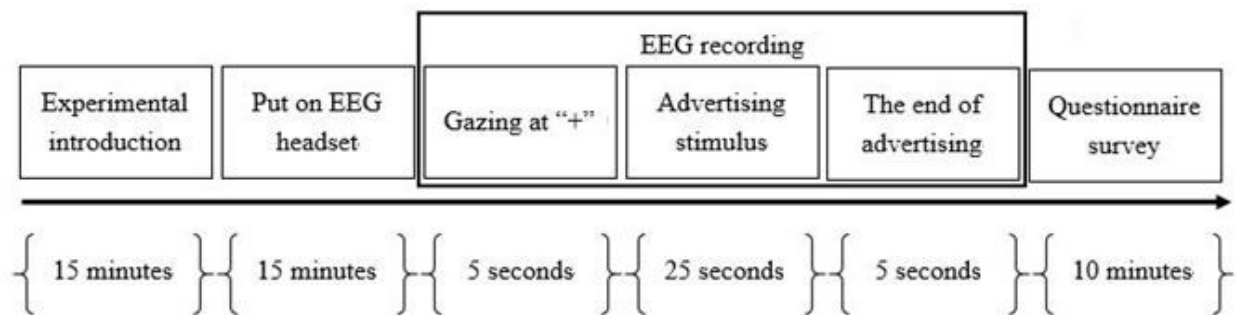 EEG recording
Experimental
introduction
Put on EEG
headset
Gazing at “+”
Advertising
stimulus
The end of
advertising
Questionnaire
survey
15 minutes
15 minutes
5 seconds
25 seconds
5 seconds
10 minutes